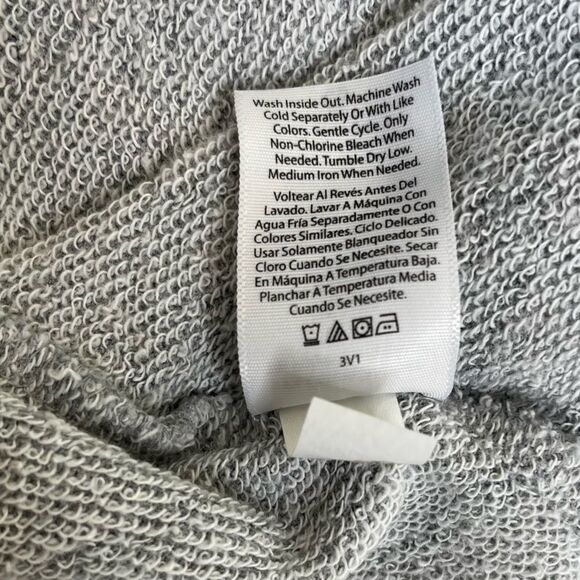 Wash Inside Out. Machine Wash
Cold Separately Or With Like
Colors. Gentle Cycle. Only
Non-Chlorine Bleach When
Needed. Tumble Dry Low.
Medium Iron When Needed.
Voltear Al Revés Antes Del
Lavado. Lavar A Máquina Con
Agua Fría Separadamente O Con
Colores Similares. Ciclo Delicado.
Usar Solamente Blanqueador Sin
Cloro Cuando Se Necesite. Secar
En Máquina A Temperatura Baja.
Planchar A Temperatura Media
Cuando Se Necesite.
3V1